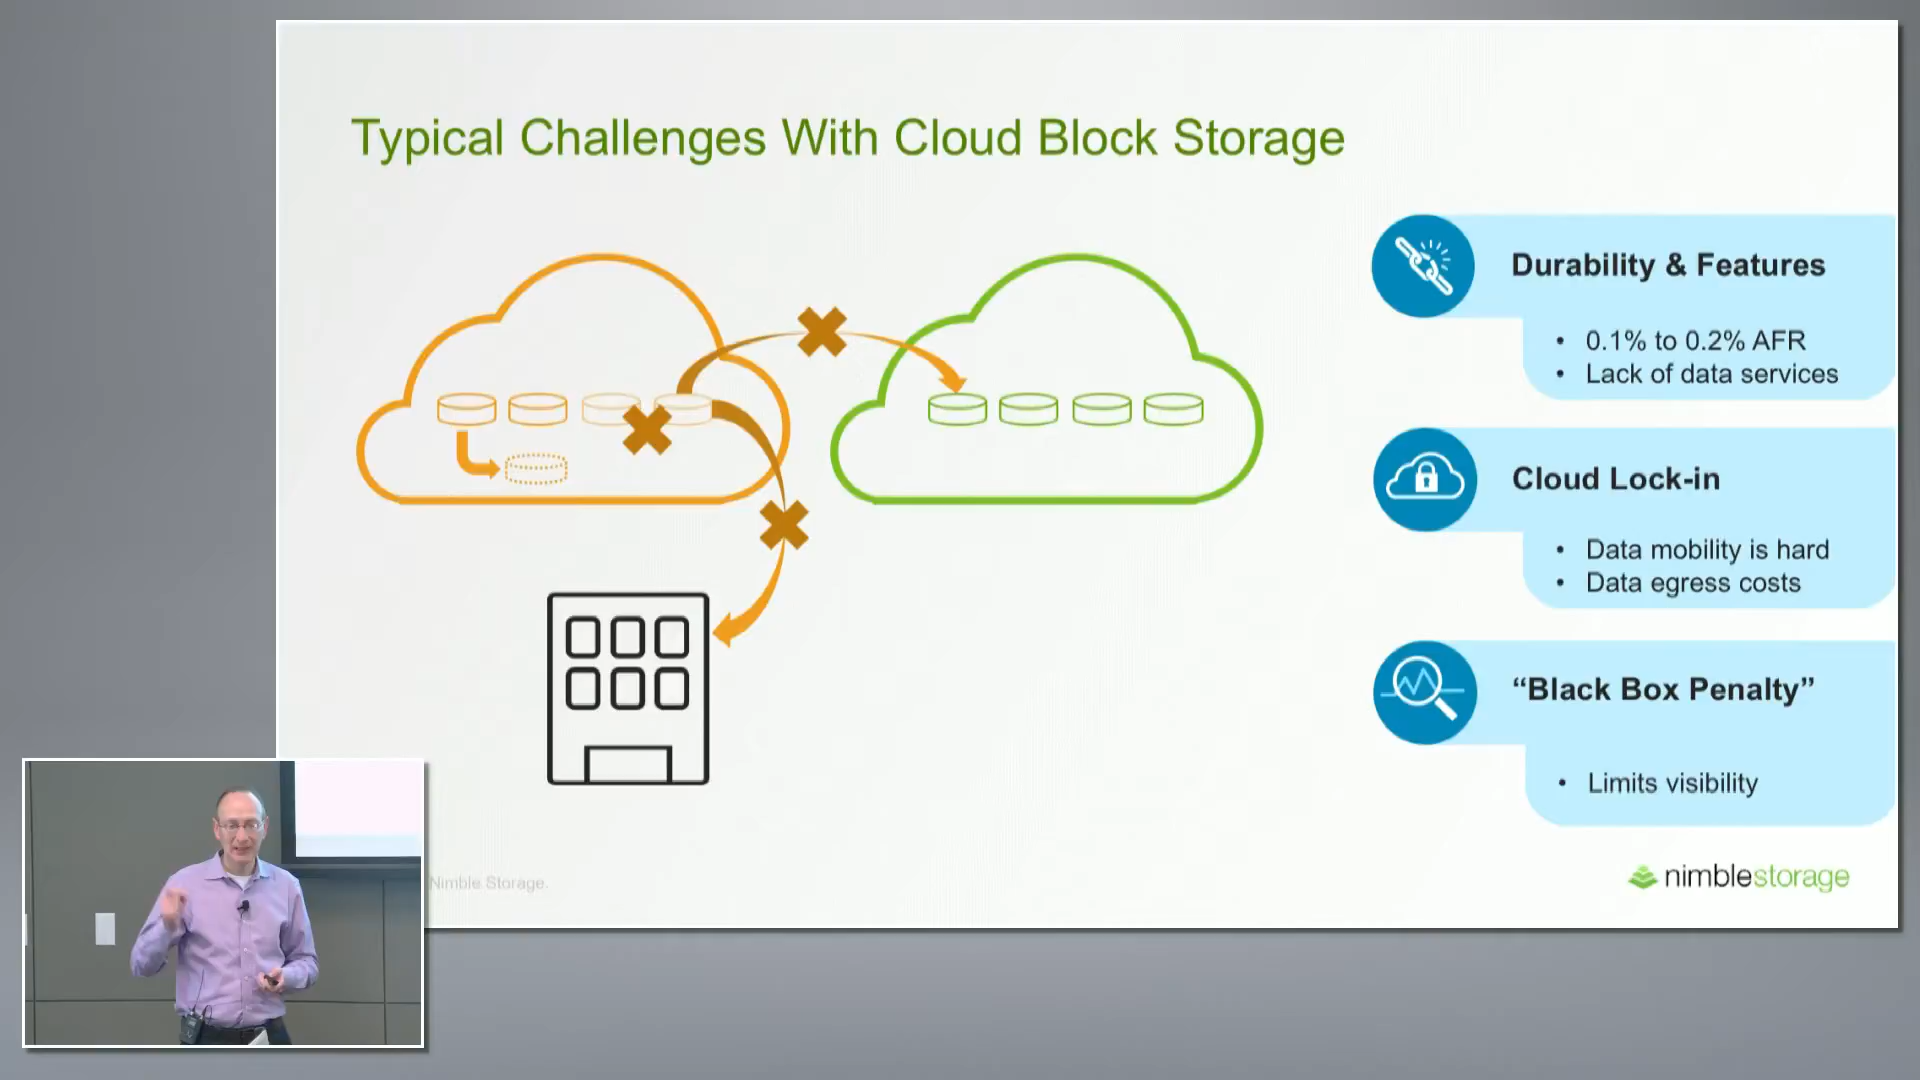 Typical Challenges With Cloud Block Storage
Durability & Features
• 0.1% to 0.2% AFR
• Lack of data services
Cloud Lock-in
• Data mobility is hard
• Data egress costs
“Black Box Penalty”
• Limits visibility
Nimble Storage.
nimblestorage